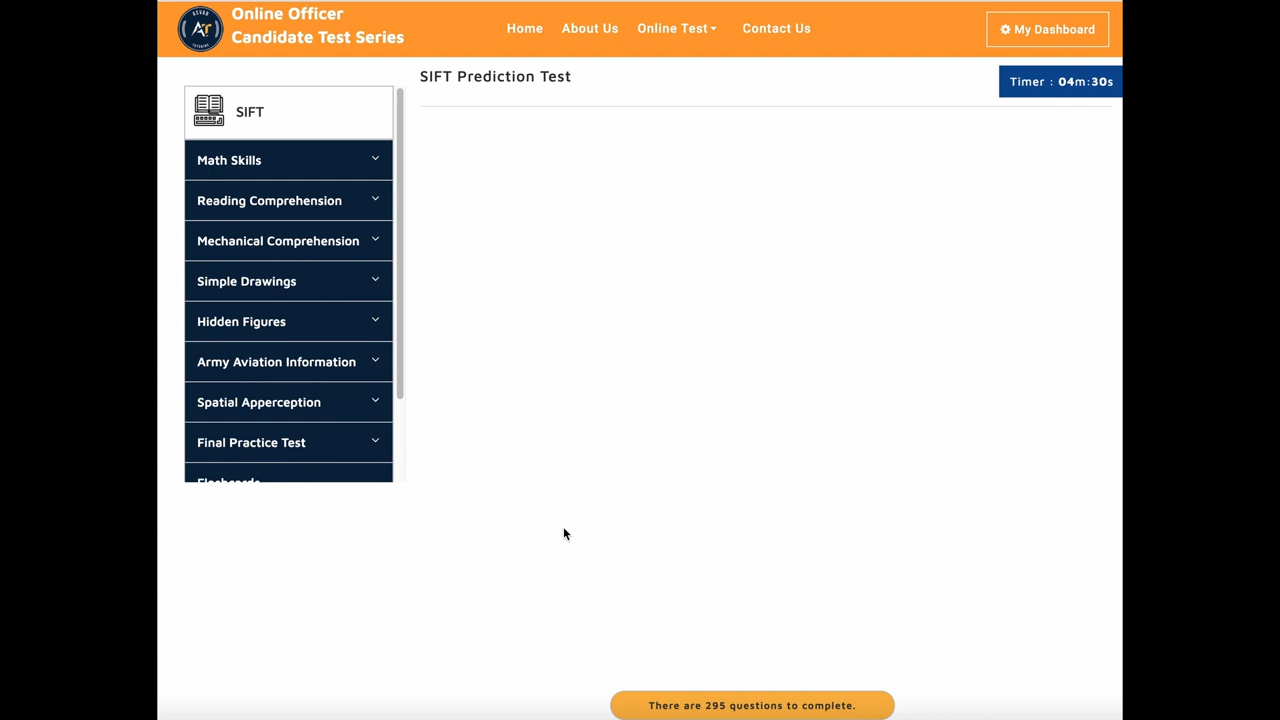 Online Officer
Candidate Test Series
Home
About Us
Online Test
Contact Us
My Dashboard
SIFT Prediction Test
Timer : 04m:30s
SIFT
Math Skills
Reading Comprehension
Mechanical Comprehension
Simple Drawings
Hidden Figures
Army Aviation Information
Spatial Apperception
Final Practice Test
Flashcards
There are 295 questions to complete.